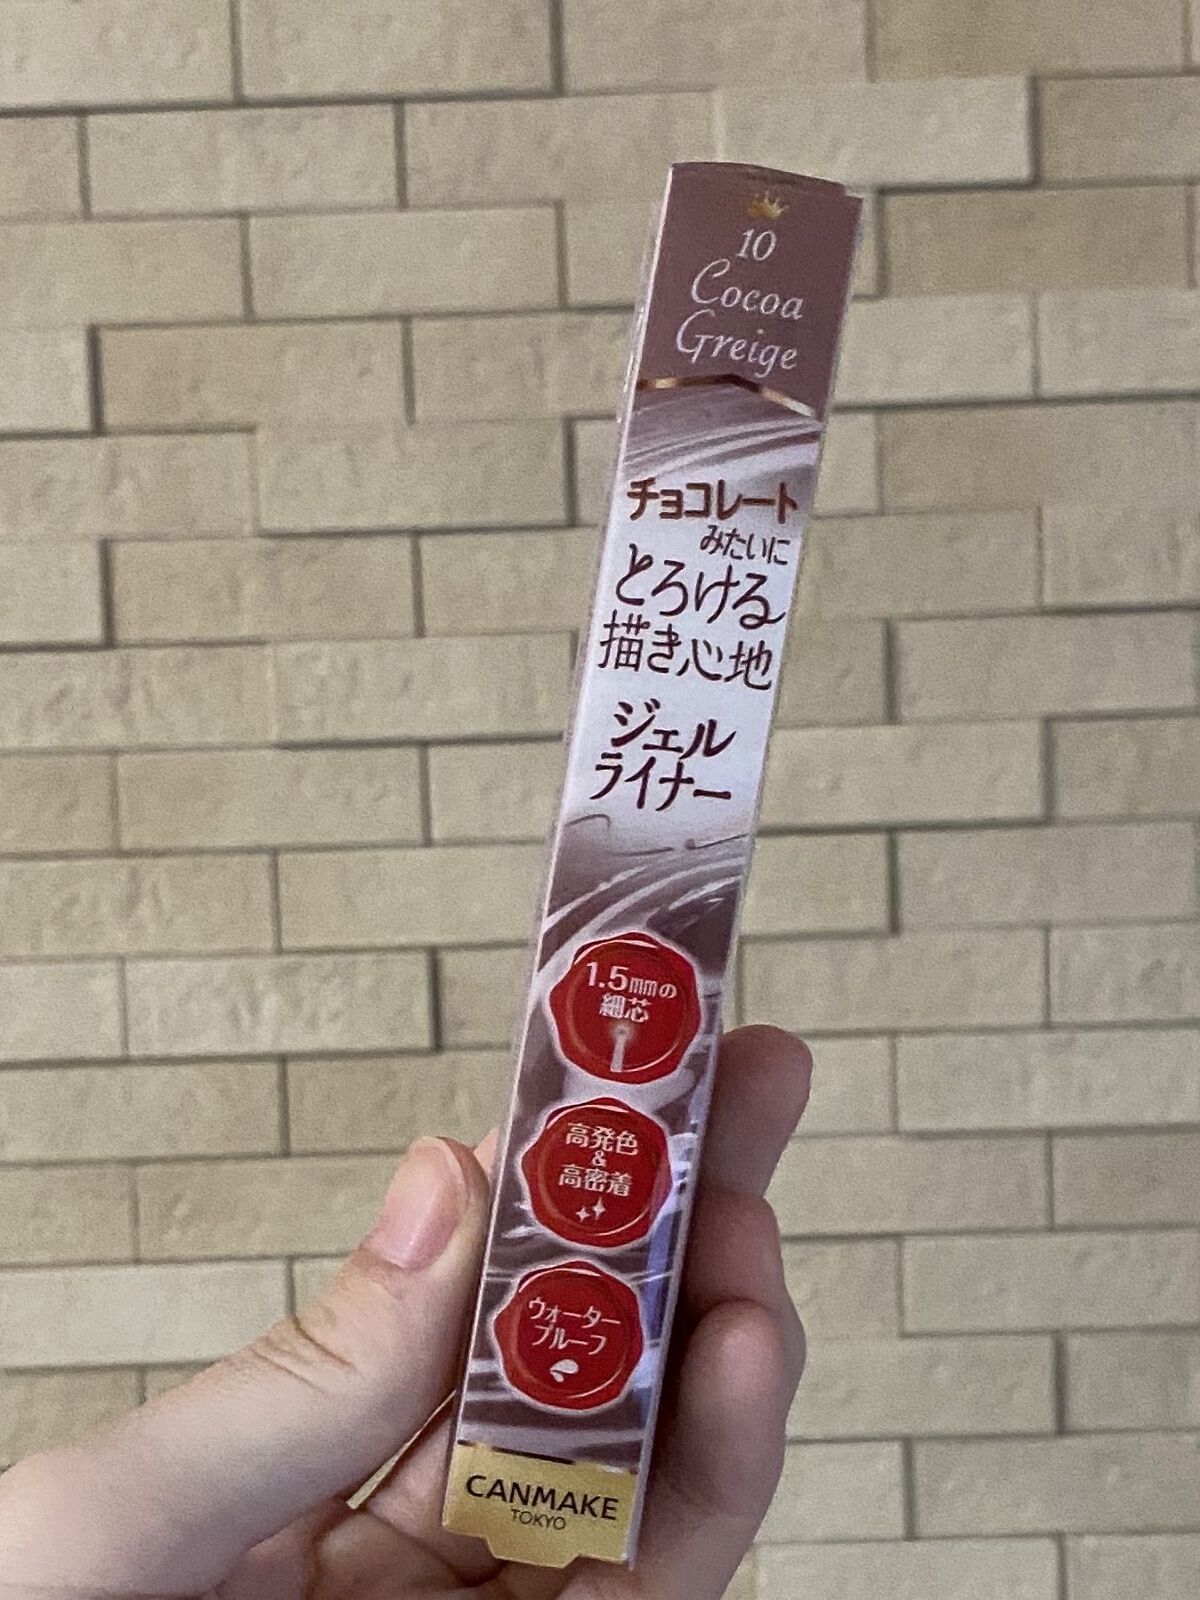 10
Cocoa
Greige
チョコレート
みたいに
とろける
描き心地
ジェル
ライナー
1.5mmの
細芯
高発色
&
高密着
ウォーター
プルーフ
CANMAKE
TOKYO